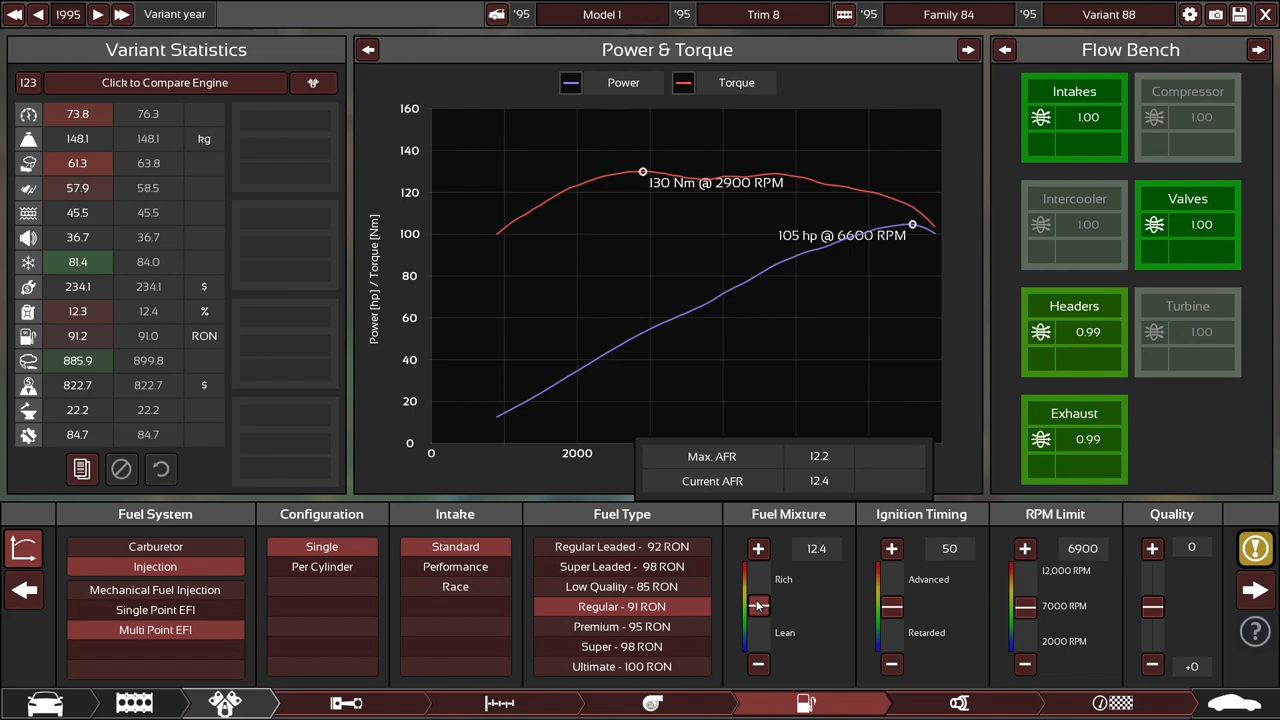 1995
Variant year
'95
Model 1
'95
Trim 8
'95
Family 84
'95
Variant 88
Variant Statistics
123
Click to Compare Engine
73.8 76.3
148.1 148.1 kg
61.3 63.8
57.9 58.5
45.5 45.5
36.7 36.7
81.4 84.0
234.1 234.1 $
12.3 12.4 %
91.2 91.0 RON
885.9 899.8
822.7 822.7 $
22.2 22.2
84.7 84.7
Power & Torque
Power
Torque
Power [hp] / Torque [Nm]
160
140
120
100
80
60
40
20
0
0
2000
130 Nm @ 2900 RPM
105 hp @ 6600 RPM
Max. AFR 12.2
Current AFR 12.4
Flow Bench
Intakes
1.00
Compressor
1.00
Intercooler
1.00
Valves
1.00
Headers
0.99
Turbine
1.00
Exhaust
0.99
Fuel System
Carburetor
Injection
Mechanical Fuel Injection
Single Point EFI
Multi Point EFI
Configuration
Single
Per Cylinder
Intake
Standard
Performance
Race
Fuel Type
Regular Leaded - 92 RON
Super Leaded - 98 RON
Low Quality - 85 RON
Regular - 91 RON
Premium - 95 RON
Super - 98 RON
Ultimate - 100 RON
Fuel Mixture
12.4
Rich
Lean
Ignition Timing
50
Advanced
Retarded
RPM Limit
6900
12,000 RPM
7000 RPM
2000 RPM
Quality
0
+0